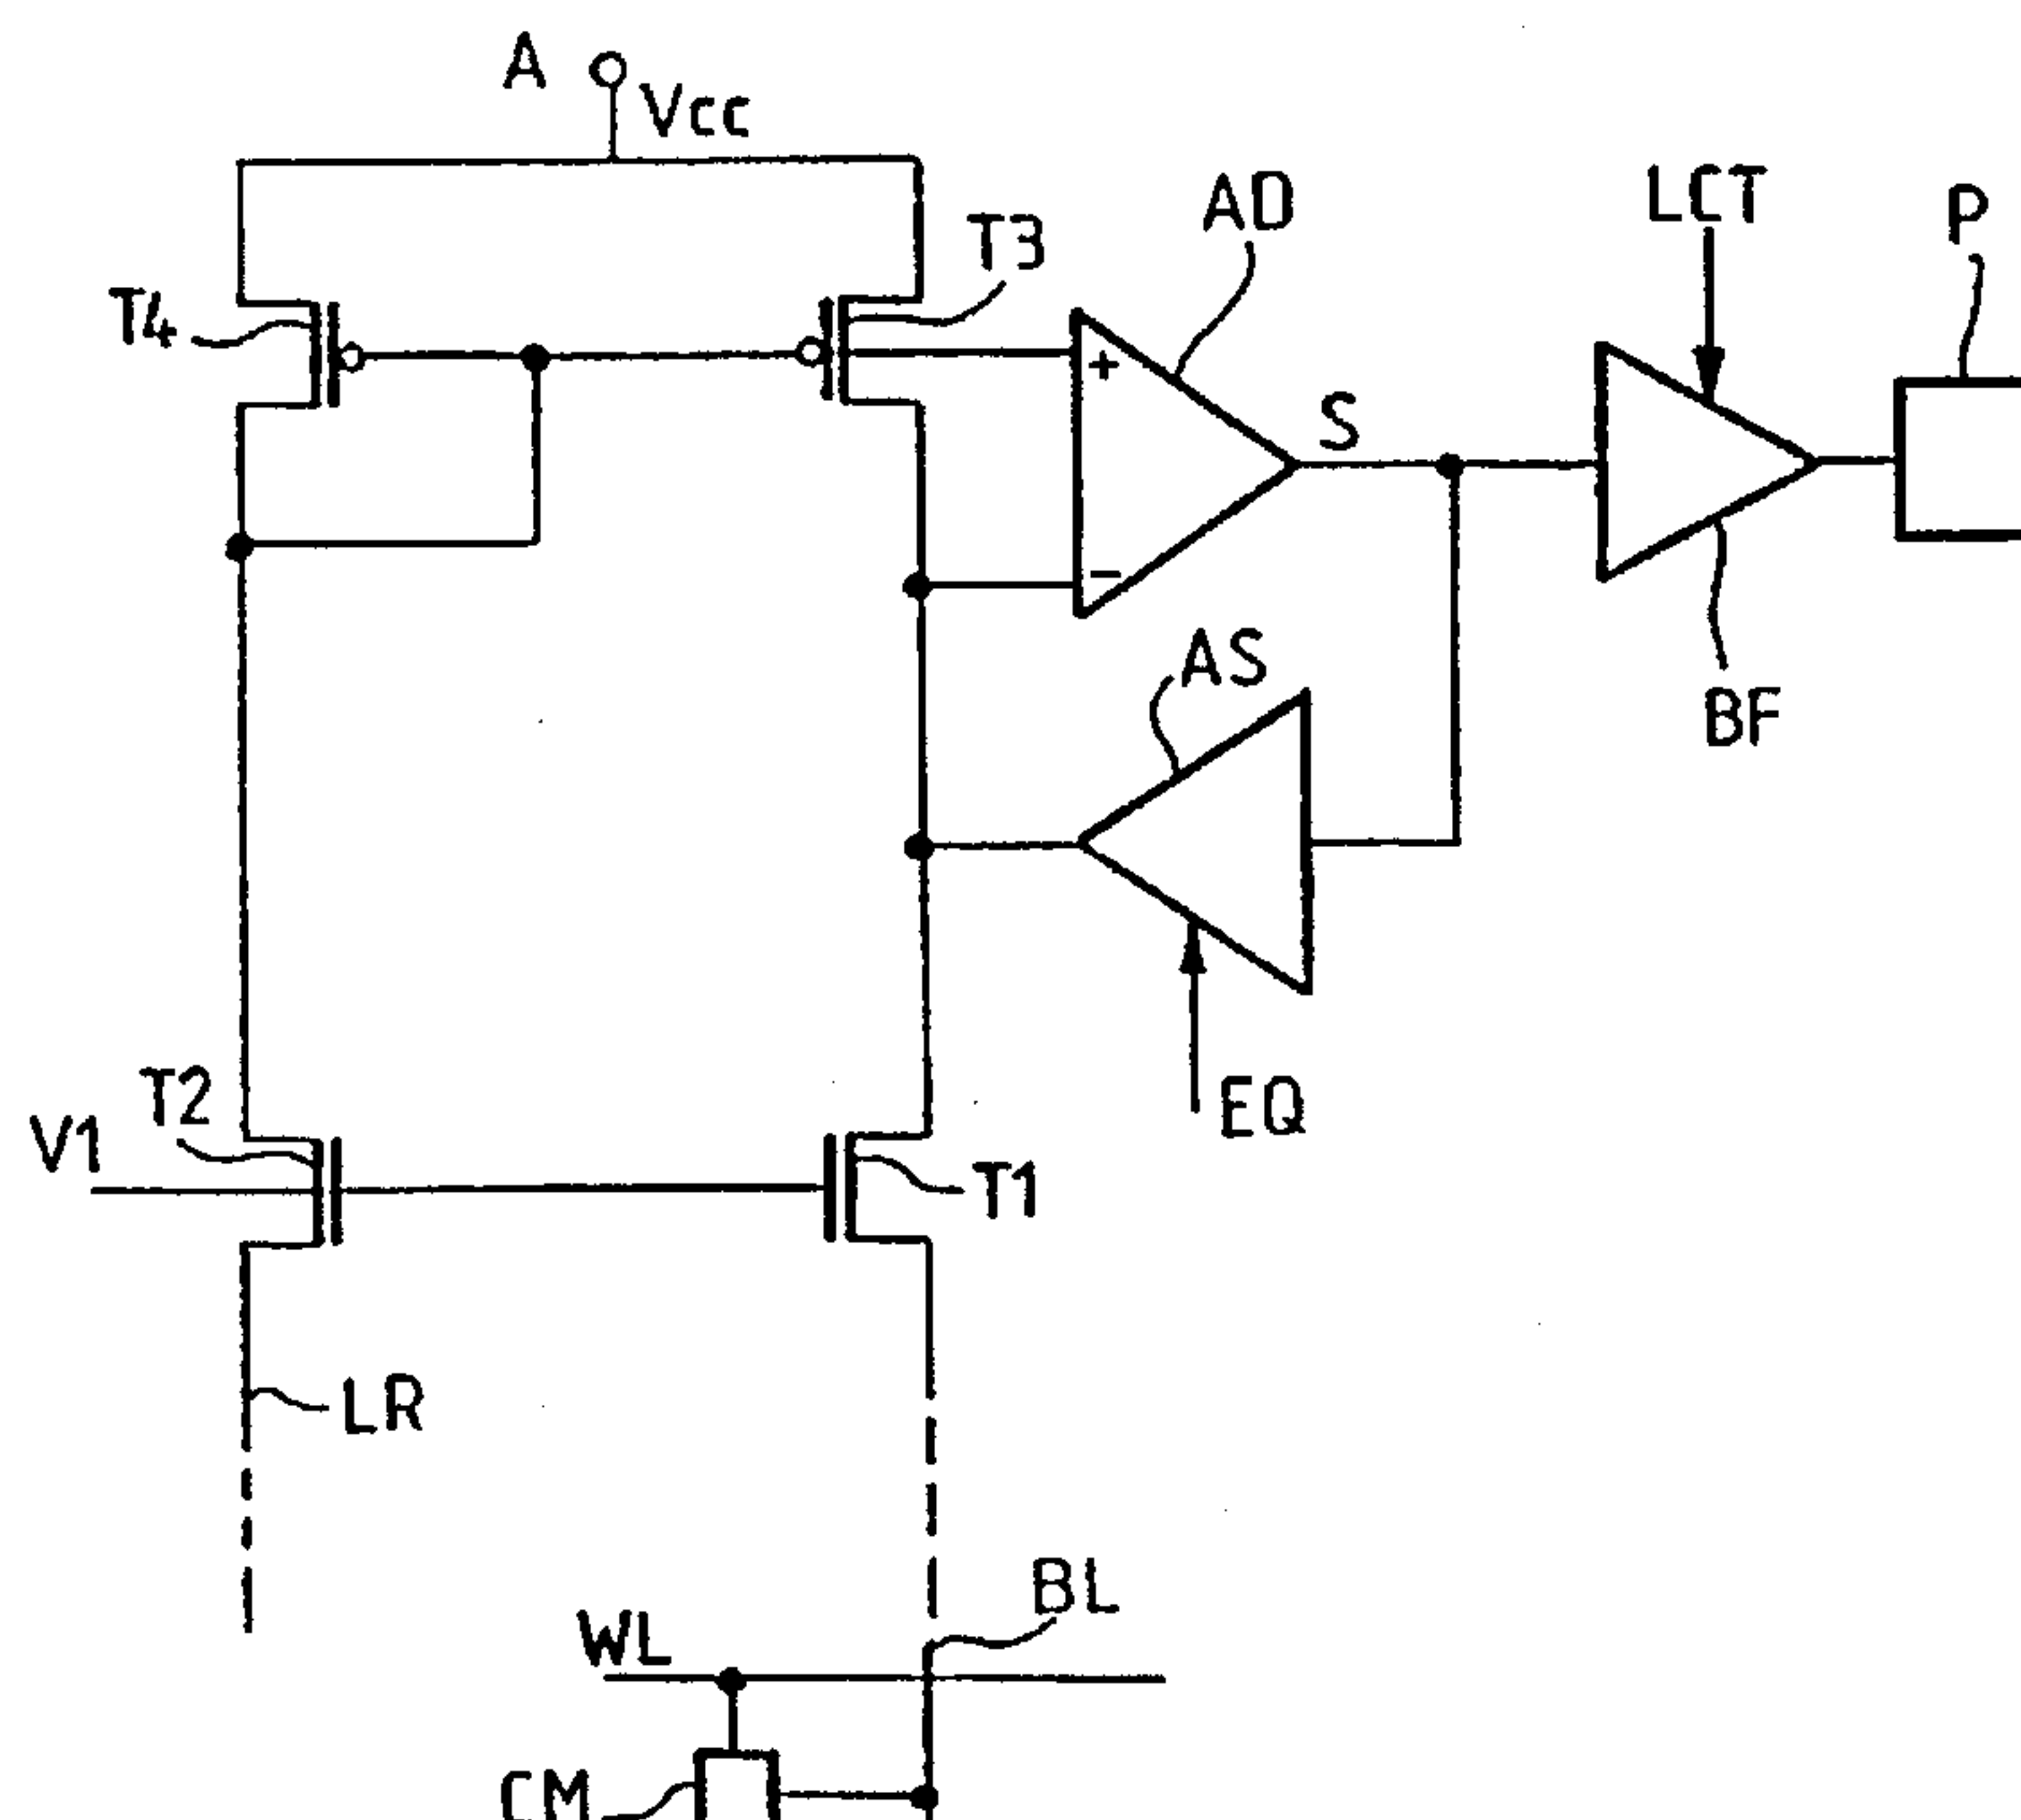 A
Vcc
T4
T3
AD
LCT
P
+
S
−
AS
BF
EQ
T2
V1
T1
LR
BL
WL
CM